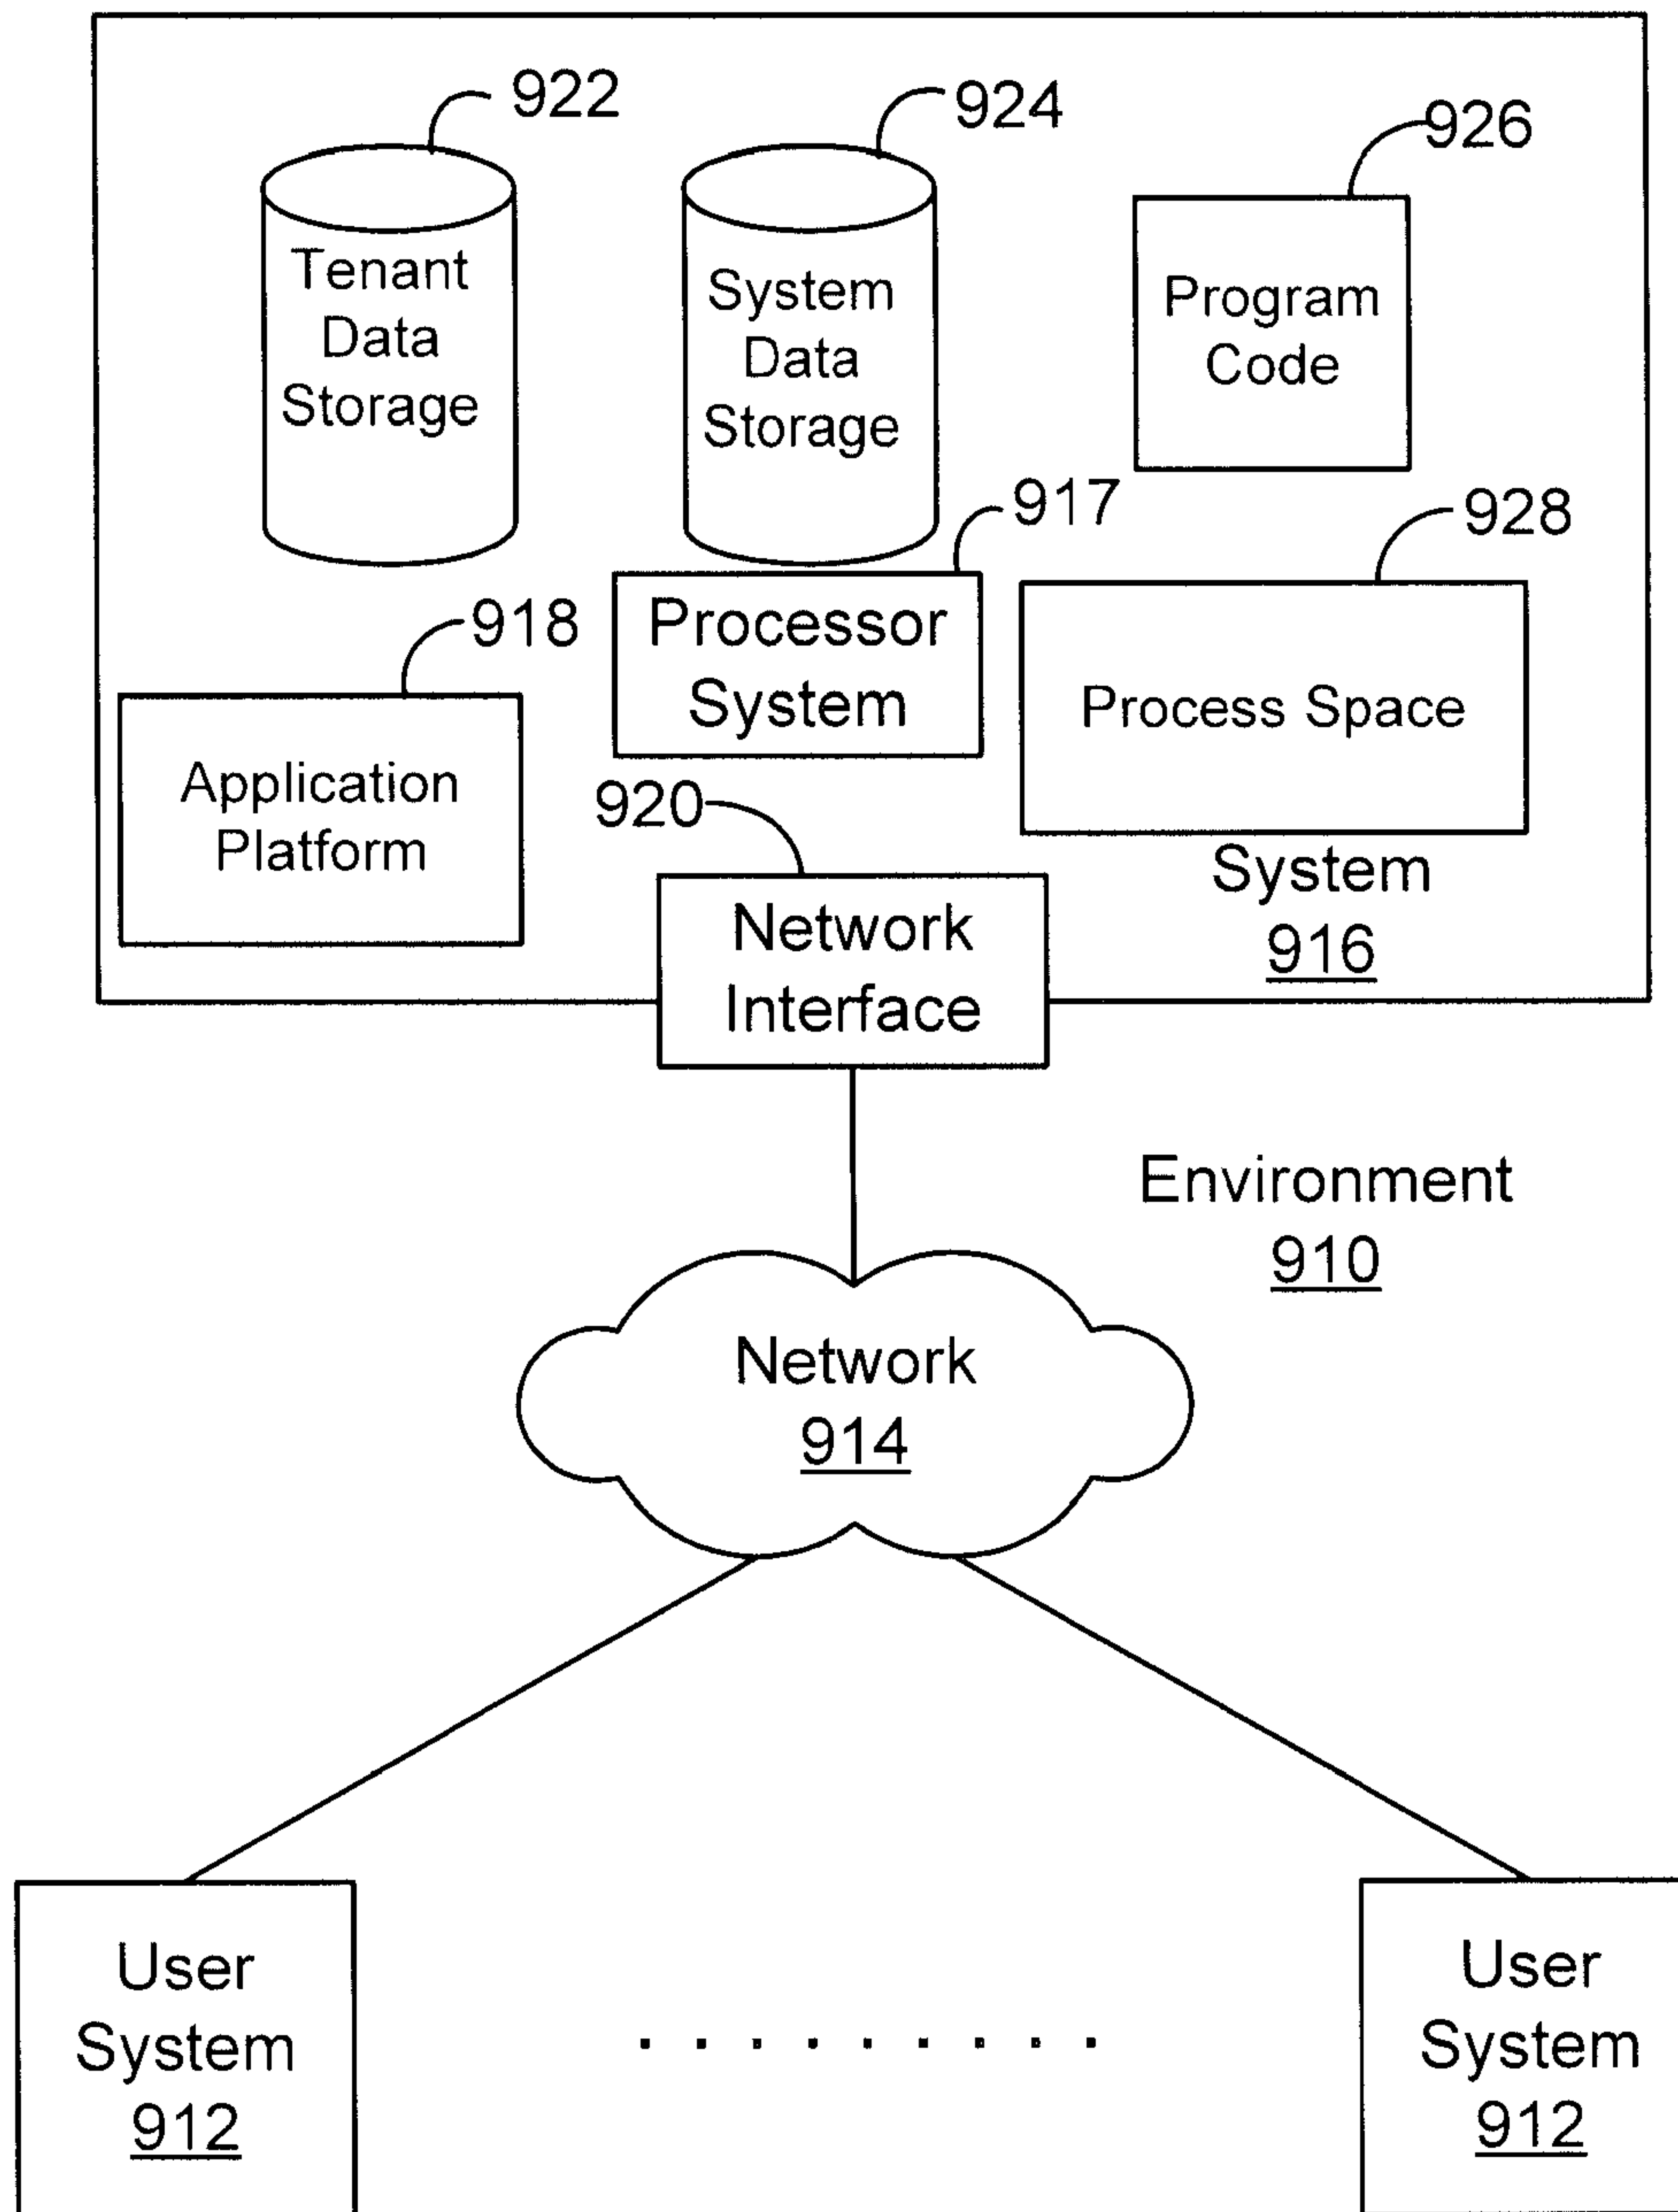 922
924
926
Tenant
Data
Storage
System
Data
Storage
Program
Code
917
928
918
Processor
System
Process Space
Application
Platform
920
System
916
Network
Interface
Environment
910
Network
914
User
System
912
User
System
912